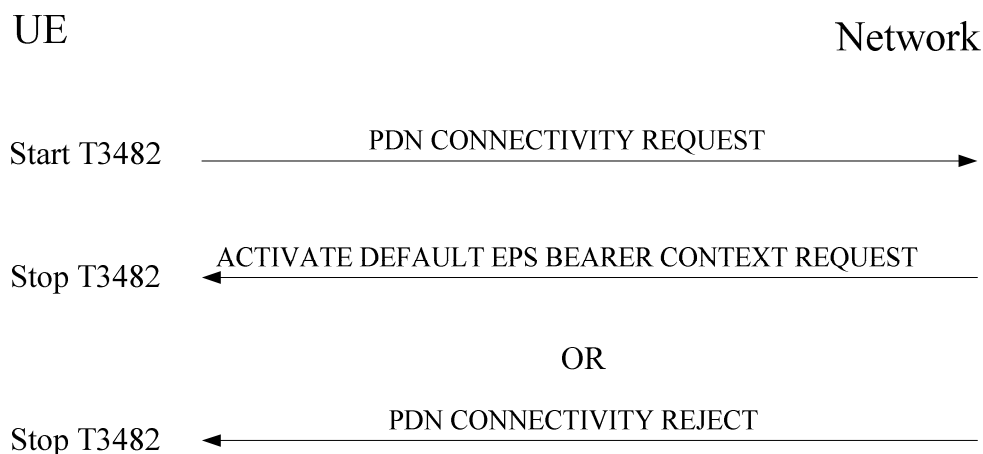 UE
Network
Start T3482
PDN CONNECTIVITY REQUEST
Stop T3482
ACTIVATE DEFAULT EPS BEARER CONTEXT REQUEST
OR
Stop T3482
PDN CONNECTIVITY REJECT